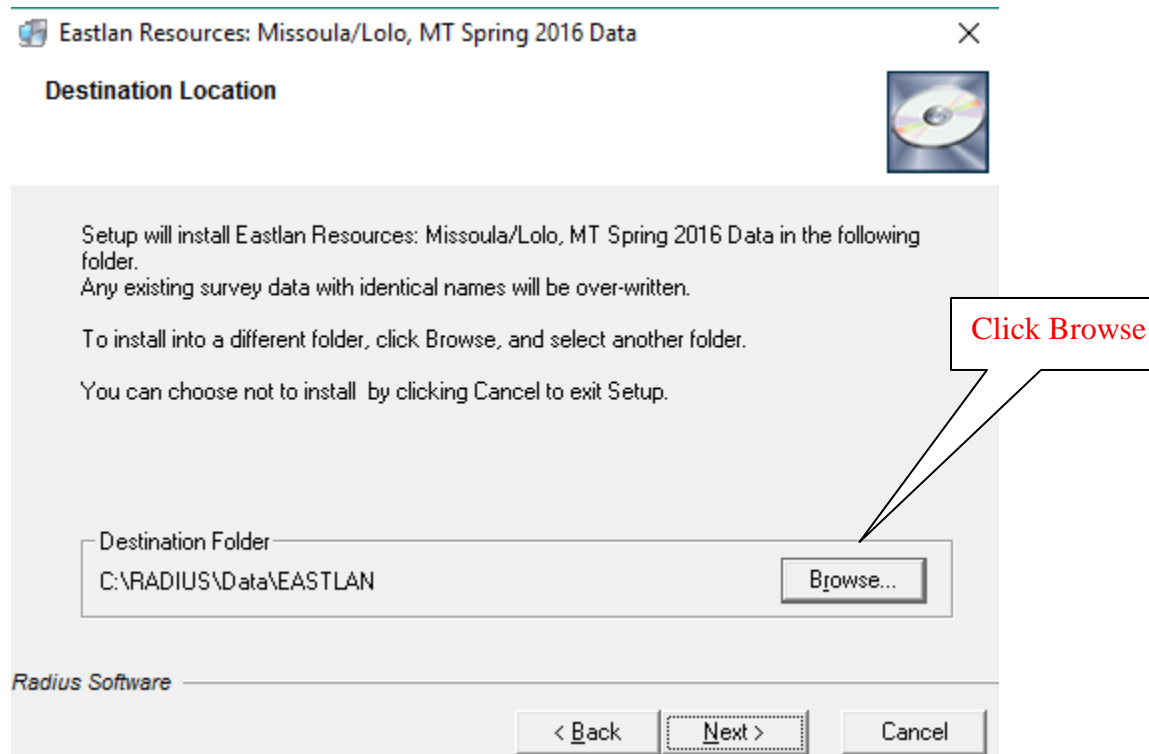 Eastlan Resources: Missoula/Lolo, MT Spring 2016 Data
Destination Location
Setup will install Eastlan Resources: Missoula/Lolo, MT Spring 2016 Data in the following
folder.
Any existing survey data with identical names will be over-written.
To install into a different folder, click Browse, and select another folder.
You can choose not to install  by clicking Cancel to exit Setup.
Click Browse
Destination Folder
C:\RADIUS\Data\EASTLAN
Browse...
Radius Software
< Back
Next >
Cancel